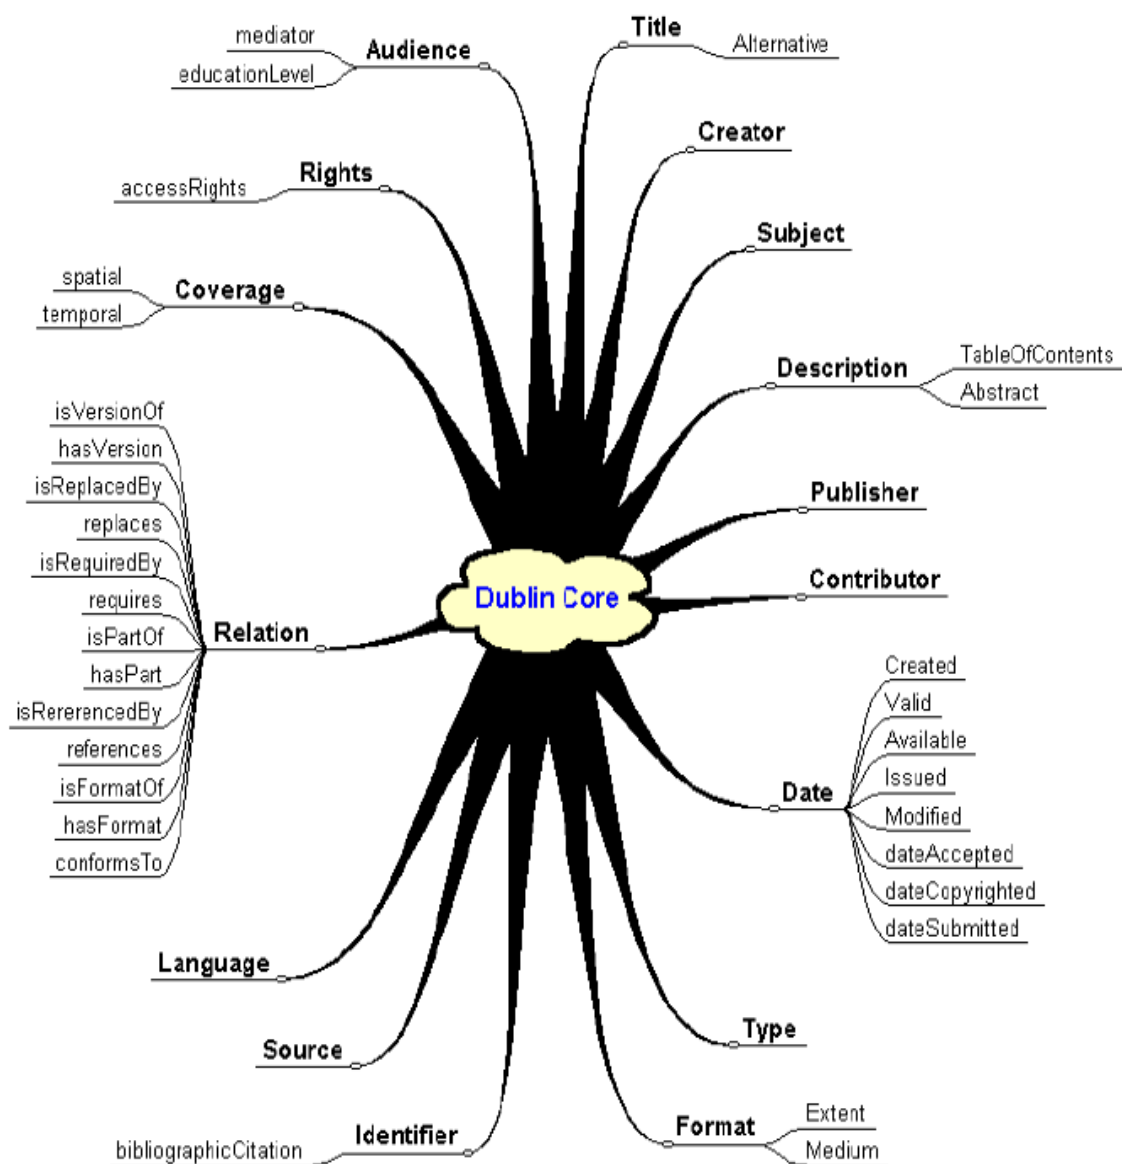 Title
Alternative
Creator
Subject
Description
TableOfContents
Abstract
Publisher
Contributor
Date
Created
Valid
Available
Issued
Modified
dateAccepted
dateCopyrighted
dateSubmitted
Type
Format
Extent
Medium
Dublin Core
Audience
mediator
educationLevel
Rights
accessRights
Coverage
spatial
temporal
Relation
isVersionOf
hasVersion
isReplacedBy
replaces
isRequiredBy
requires
isPartOf
hasPart
isRererencedBy
references
isFormatOf
hasFormat
conformsTo
Language
Source
Identifier
bibliographicCitation